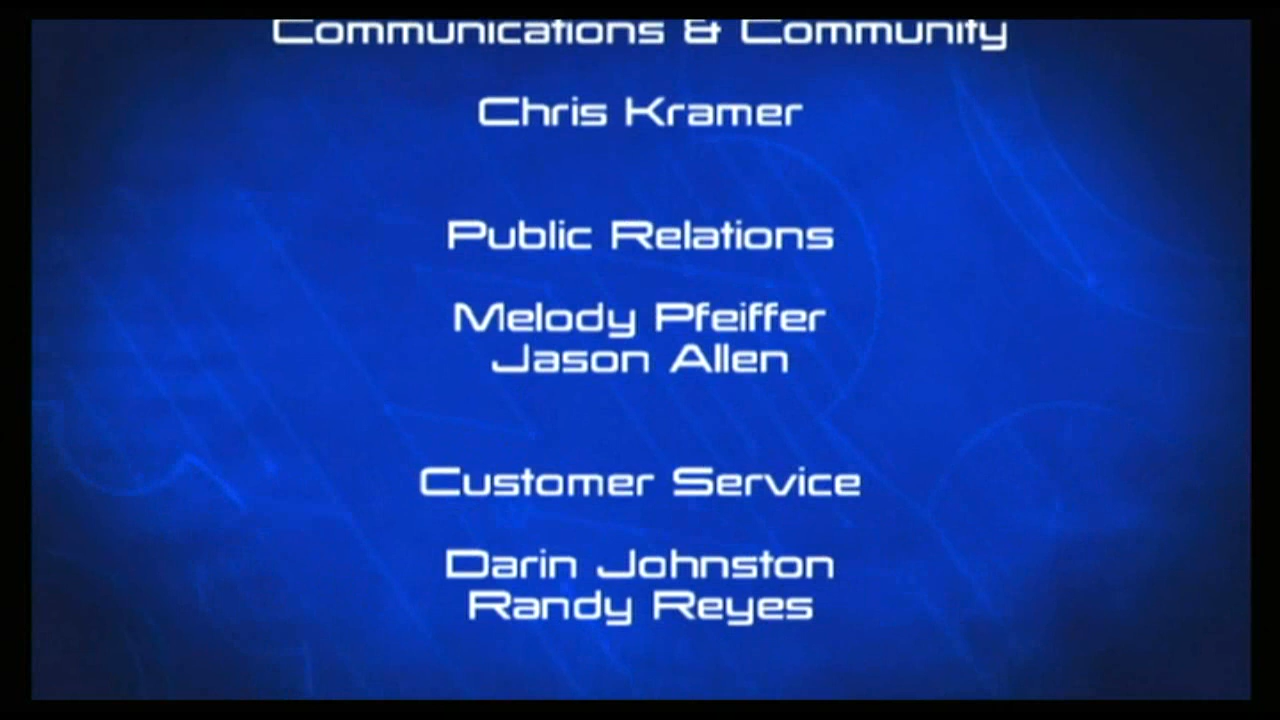 Communications & Community
Chris Kramer
Public Relations
Melody Pfeiffer
Jason Allen
Customer Service
Darin Johnston
Randy Reyes